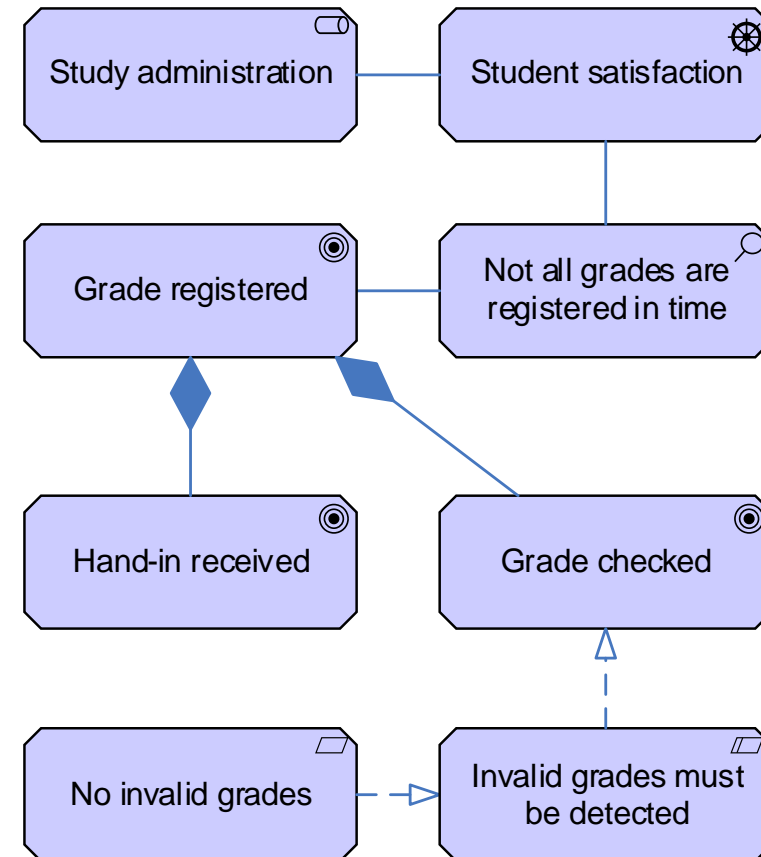 Study administration
Student satisfaction
Grade registered
Not all grades are
registered in time
Hand-in received
Grade checked
No invalid grades
Invalid grades must
be detected